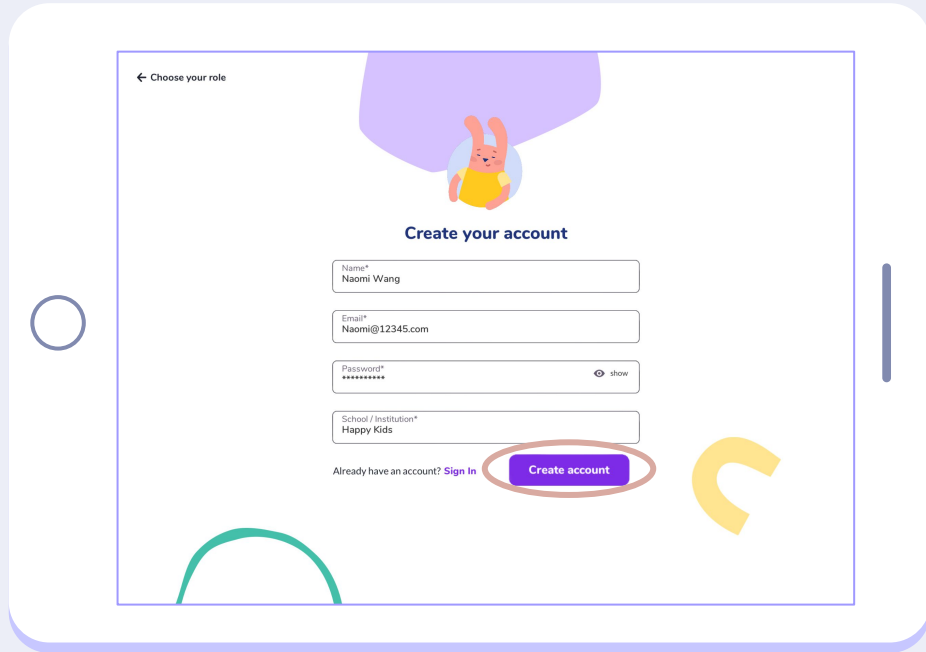 ← Choose your role
Create your account
Name*
Naomi Wang
Email*
Naomi@12345.com
Password*
**********
show
School / Institution*
Happy Kids
Already have an account? Sign In
Create account